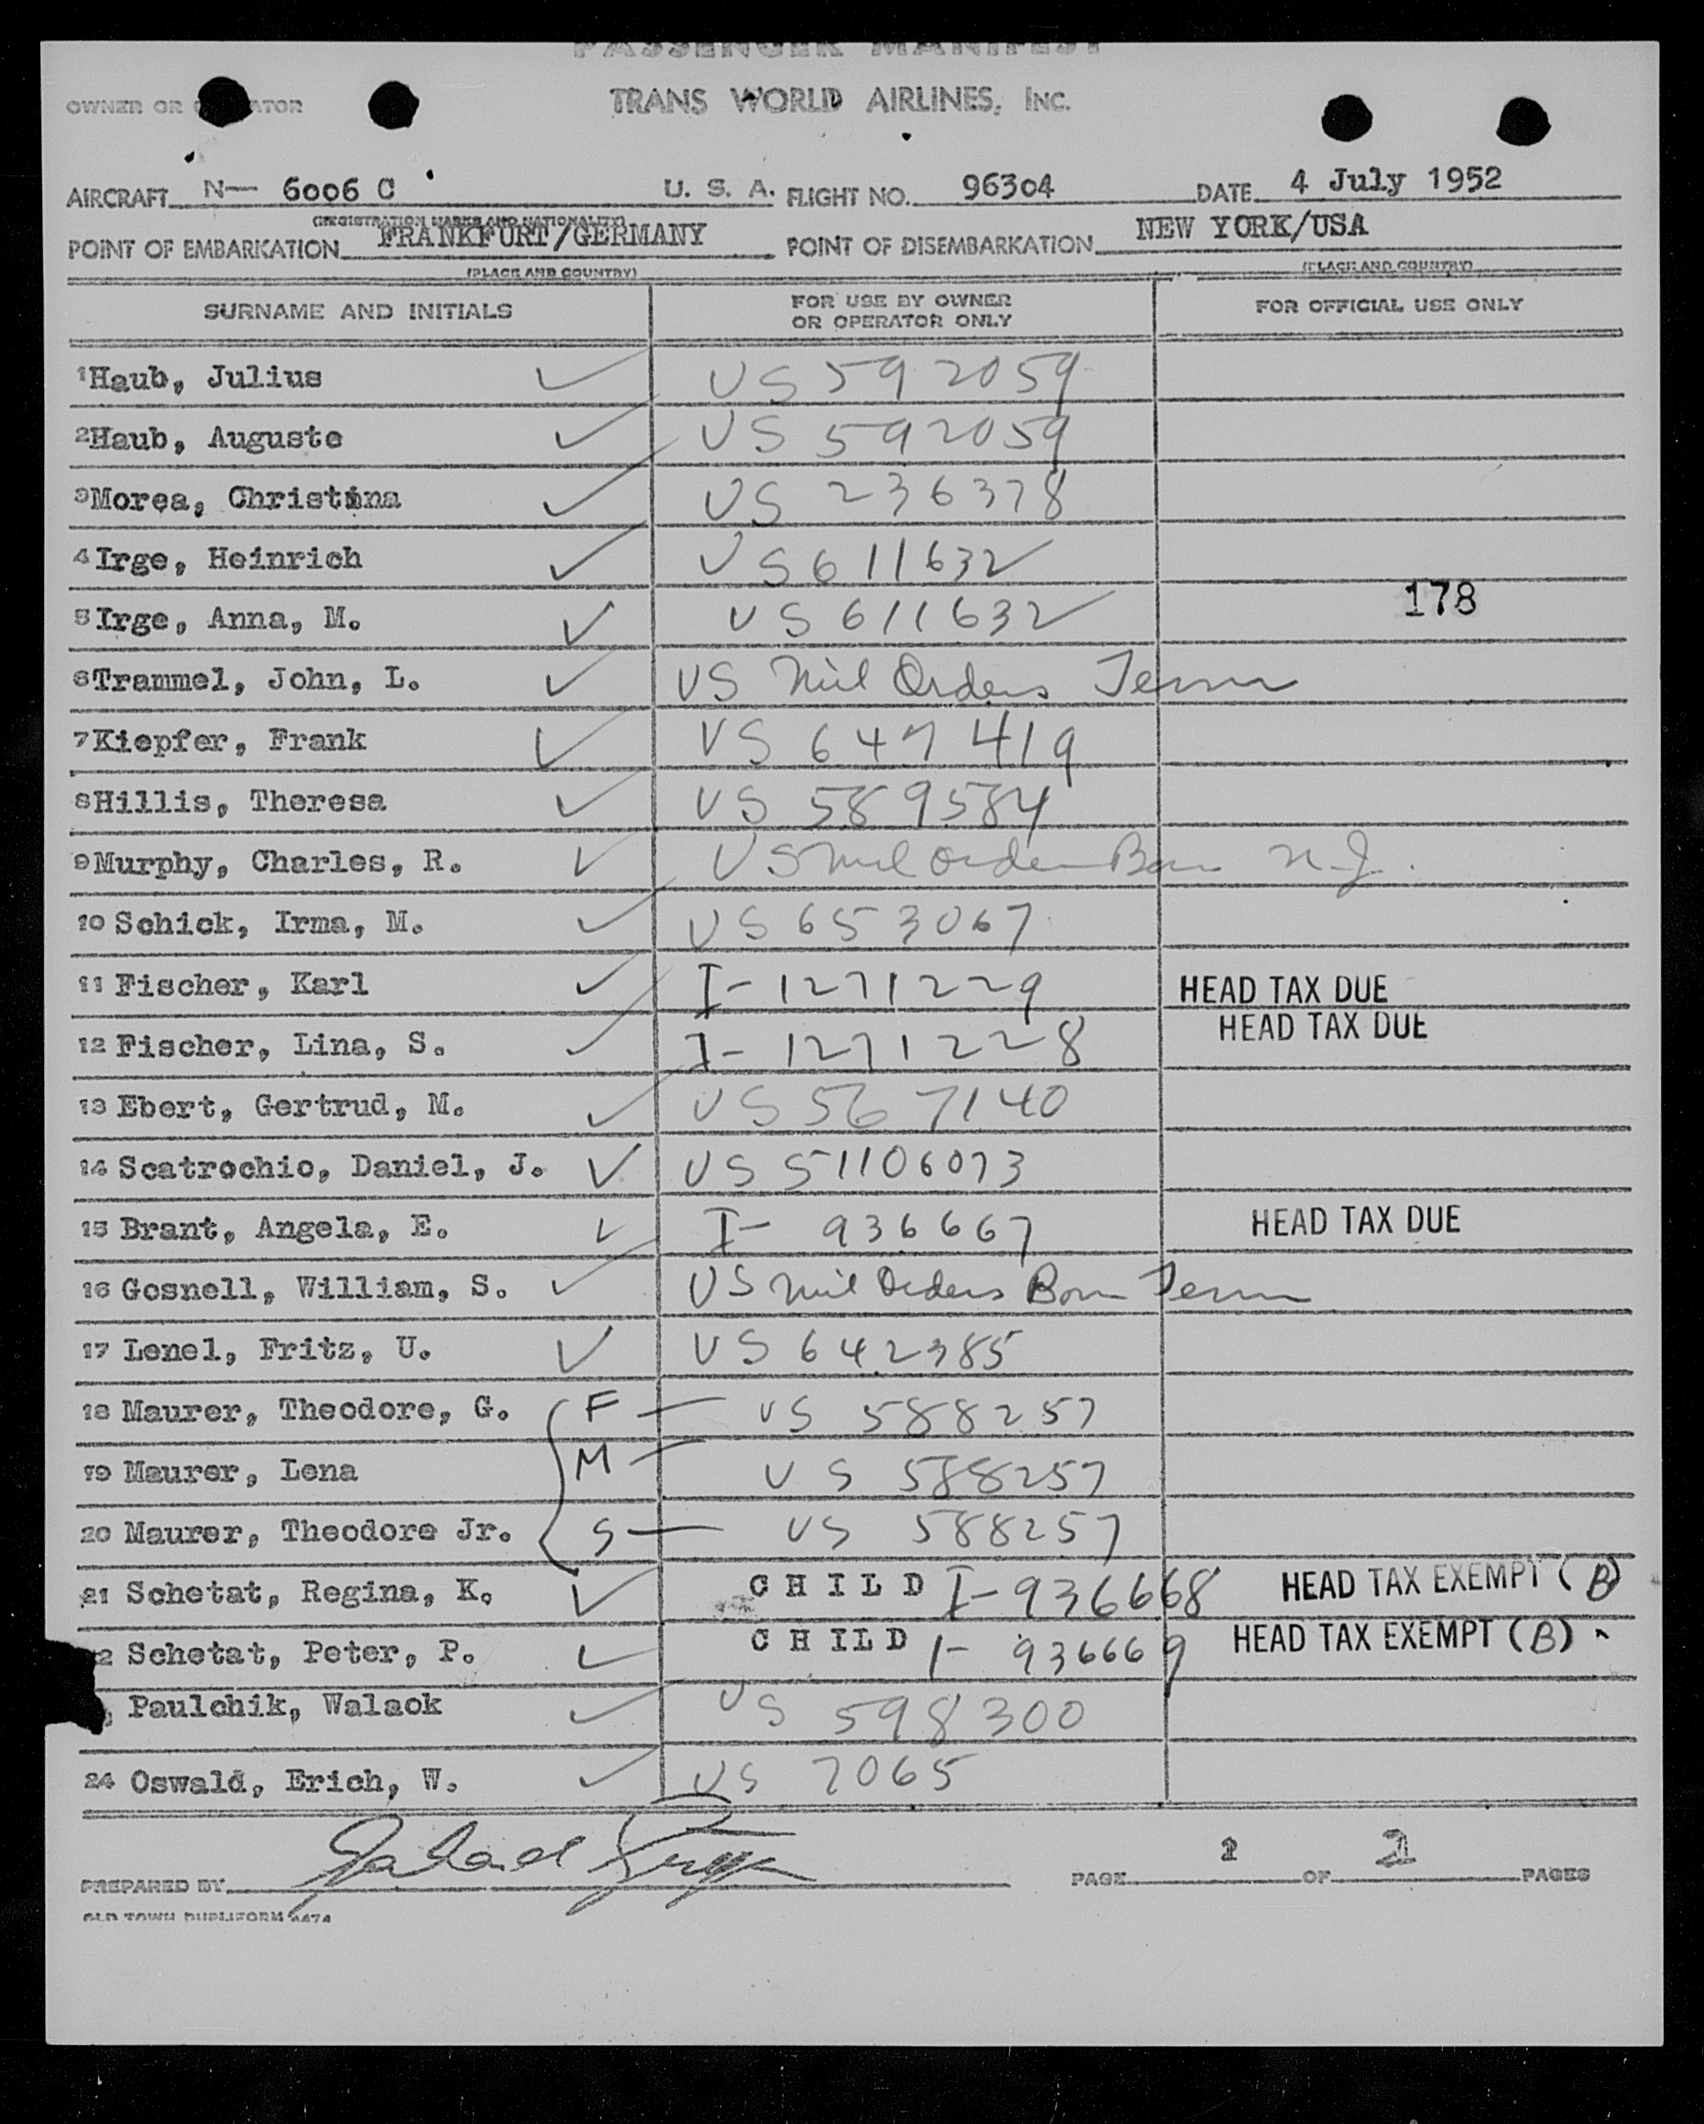 PASSENGER MANIFEST
OWNER OR OPERATOR
TRANS WORLD AIRLINES, INC.
AIRCRAFT N— 6006 C U. S. A. FLIGHT NO. 96304 DATE 4 July 1952
(REGISTRATION MARKS AND NATIONALITY)
POINT OF EMBARKATION FRANKFURT/GERMANY POINT OF DISEMBARKATION NEW YORK/USA
(PLACE AND COUNTRY) (PLACE AND COUNTRY)
SURNAME AND INITIALS FOR USE BY OWNER OR OPERATOR ONLY FOR OFFICIAL USE ONLY
1 Haub, Julius ✓ US 592059
2 Haub, Auguste ✓ US 592059
3 Morea, Christina ✓ US 236378
4 Irge, Heinrich ✓ US 611632
5 Irge, Anna, M. ✓ US 611632 178
6 Trammel, John, L. ✓ US Mil Orders Tenn
7 Kiepfer, Frank ✓ US 647419
8 Hillis, Theresa ✓ US 589584
9 Murphy, Charles, R. ✓ US Mil Orders Born N.J.
10 Schick, Irma, M. ✓ US 653067
11 Fischer, Karl ✓ I-1271229 HEAD TAX DUE
12 Fischer, Lina, S. ✓ I-1271228 HEAD TAX DUE
13 Ebert, Gertrud, M. ✓ US 567140
14 Scatrochio, Daniel, J. ✓ US 51106073
15 Brant, Angela, E. ✓ I- 936667 HEAD TAX DUE
16 Gosnell, William, S. ✓ US Mil Orders Born Tenn
17 Lenel, Fritz, U. ✓ US 642385
18 Maurer, Theodore, G. F — US 588257
19 Maurer, Lena M — US 588257
20 Maurer, Theodore Jr. S — US 588257
21 Schetat, Regina, K. ✓ CHILD I-936668 HEAD TAX EXEMPT (B)
2 Schetat, Peter, P. ✓ CHILD I- 936669 HEAD TAX EXEMPT (B)
Paulchik, Walaok ✓ US 598300
24 Oswald, Erich, W. ✓ US 7065
PREPARED BY PAGE OF 2 PAGES
OLD TOWN DUPLIFORM 4474